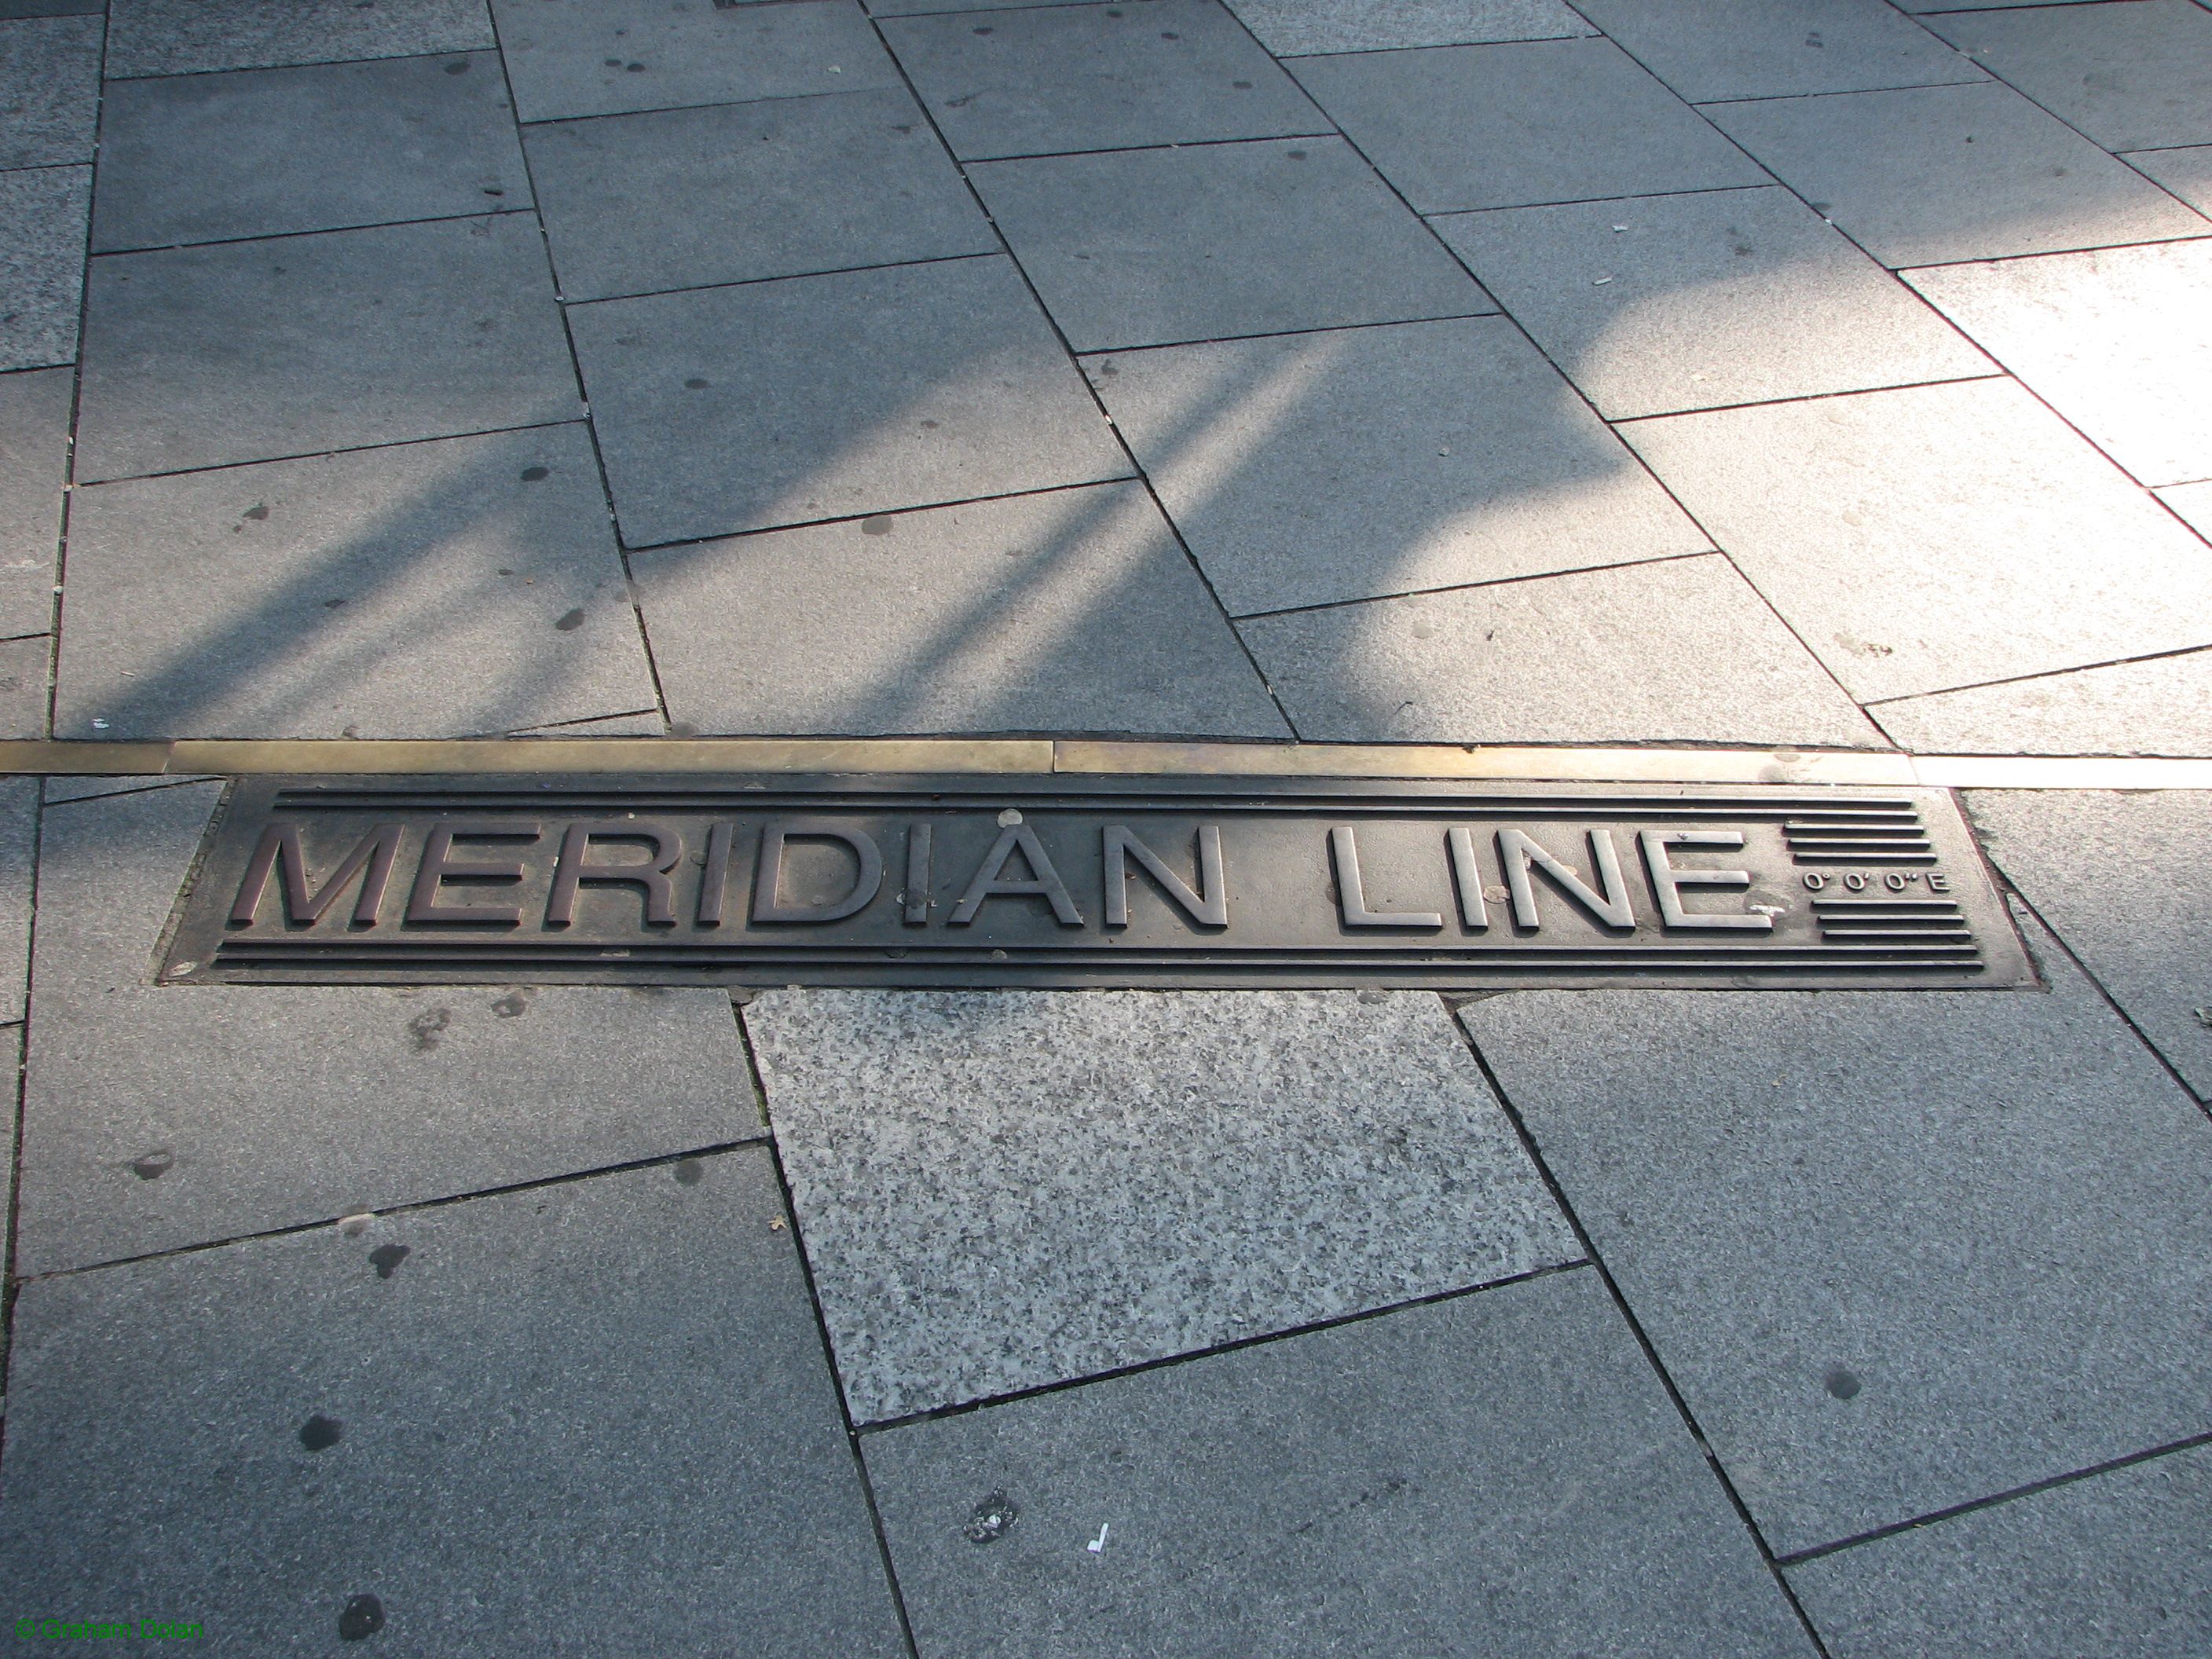 MERIDIAN LINE
0° 0' 0" E
© Graham Dolan